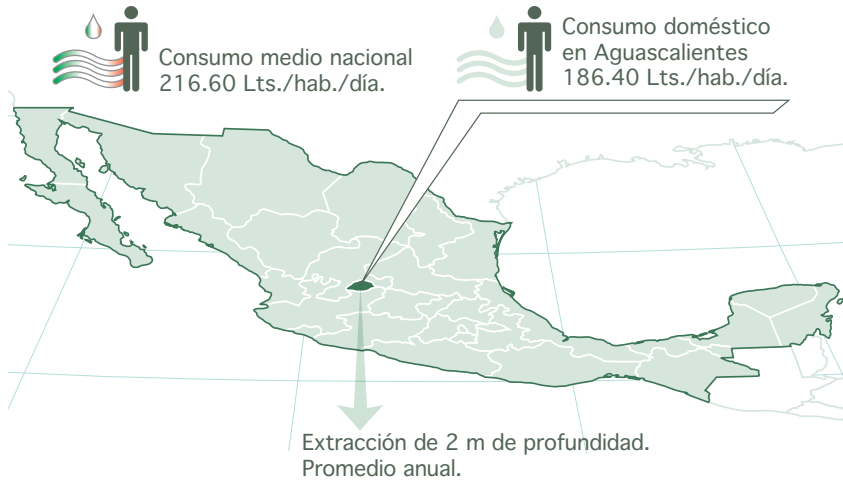 Consumo medio nacional
216.60 Lts./hab./día.
Consumo doméstico
en Aguascalientes
186.40 Lts./hab./día.
Extracción de 2 m de profundidad.
Promedio anual.